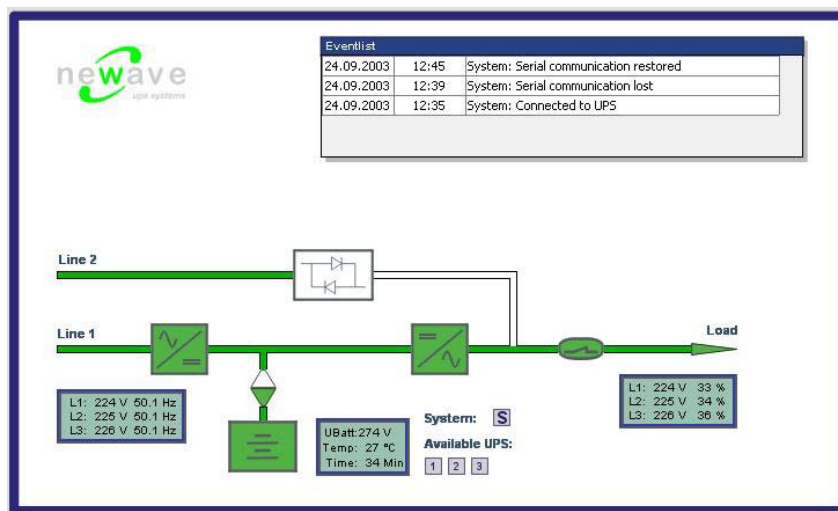 newave
ups systems
Eventlist
24.09.2003 12:45 System: Serial communication restored
24.09.2003 12:39 System: Serial communication lost
24.09.2003 12:35 System: Connected to UPS
Line 2
Line 1
Load
L1: 224 V 50.1 Hz
L2: 225 V 50.1 Hz
L3: 226 V 50.1 Hz
UBatt:274 V
Temp: 27 °C
Time: 34 Min
System: S
Available UPS:
1 2 3
L1: 224 V 33 %
L2: 225 V 34 %
L3: 226 V 36 %